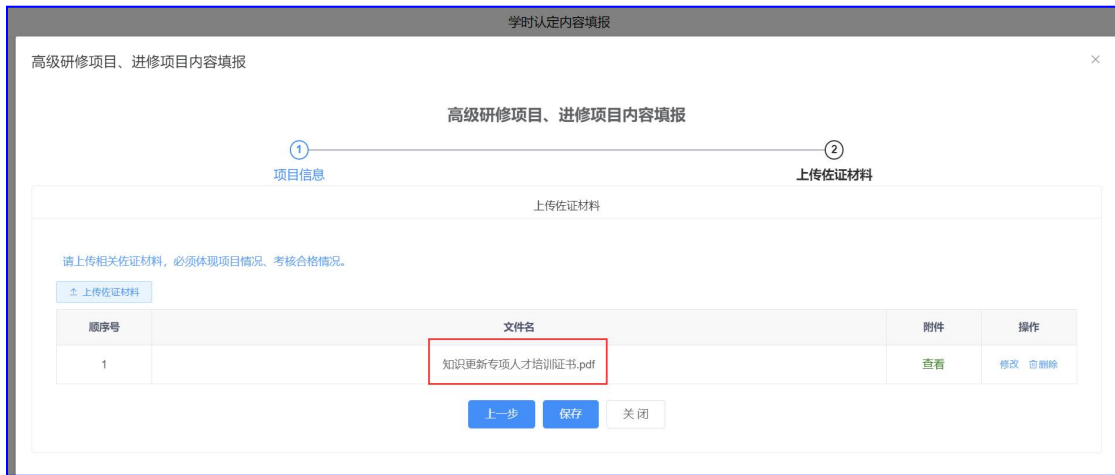 学时认定内容填报
高级研修项目、进修项目内容填报
高级研修项目、进修项目内容填报
1 2
项目信息 上传佐证材料
上传佐证材料
请上传相关佐证材料，必须体现项目情况、考核合格情况。
上传佐证材料
顺序号 文件名 附件 操作
1 知识更新专项人才培训证书.pdf 查看 修改 删除
上一步 保存 关闭